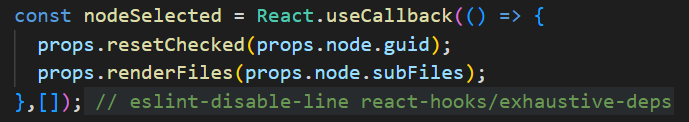 const nodeSelected = React.useCallback(() => {
  props.resetChecked(props.node.guid);
  props.renderFiles(props.node.subFiles);
},[]); // eslint-disable-line react-hooks/exhaustive-deps